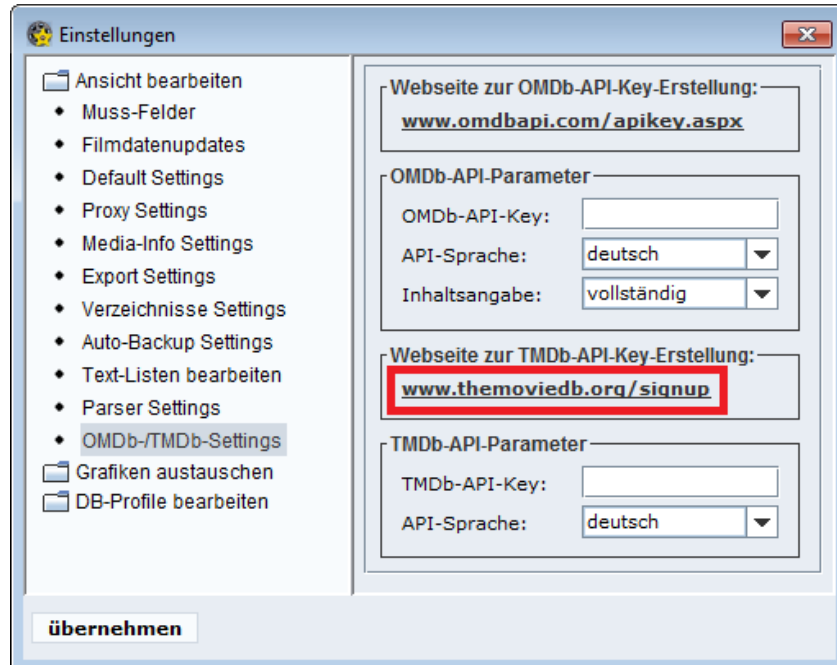 Einstellungen
Ansicht bearbeiten
Muss-Felder
Filmdatenupdates
Default Settings
Proxy Settings
Media-Info Settings
Export Settings
Verzeichnisse Settings
Auto-Backup Settings
Text-Listen bearbeiten
Parser Settings
OMDb-/TMDb-Settings
Grafiken austauschen
DB-Profile bearbeiten
Webseite zur OMDb-API-Key-Erstellung:
www.omdbapi.com/apikey.aspx
OMDb-API-Parameter
OMDb-API-Key:
API-Sprache: deutsch
Inhaltsangabe: vollständig
Webseite zur TMDb-API-Key-Erstellung:
www.themoviedb.org/signup
TMDb-API-Parameter
TMDb-API-Key:
API-Sprache: deutsch
übernehmen